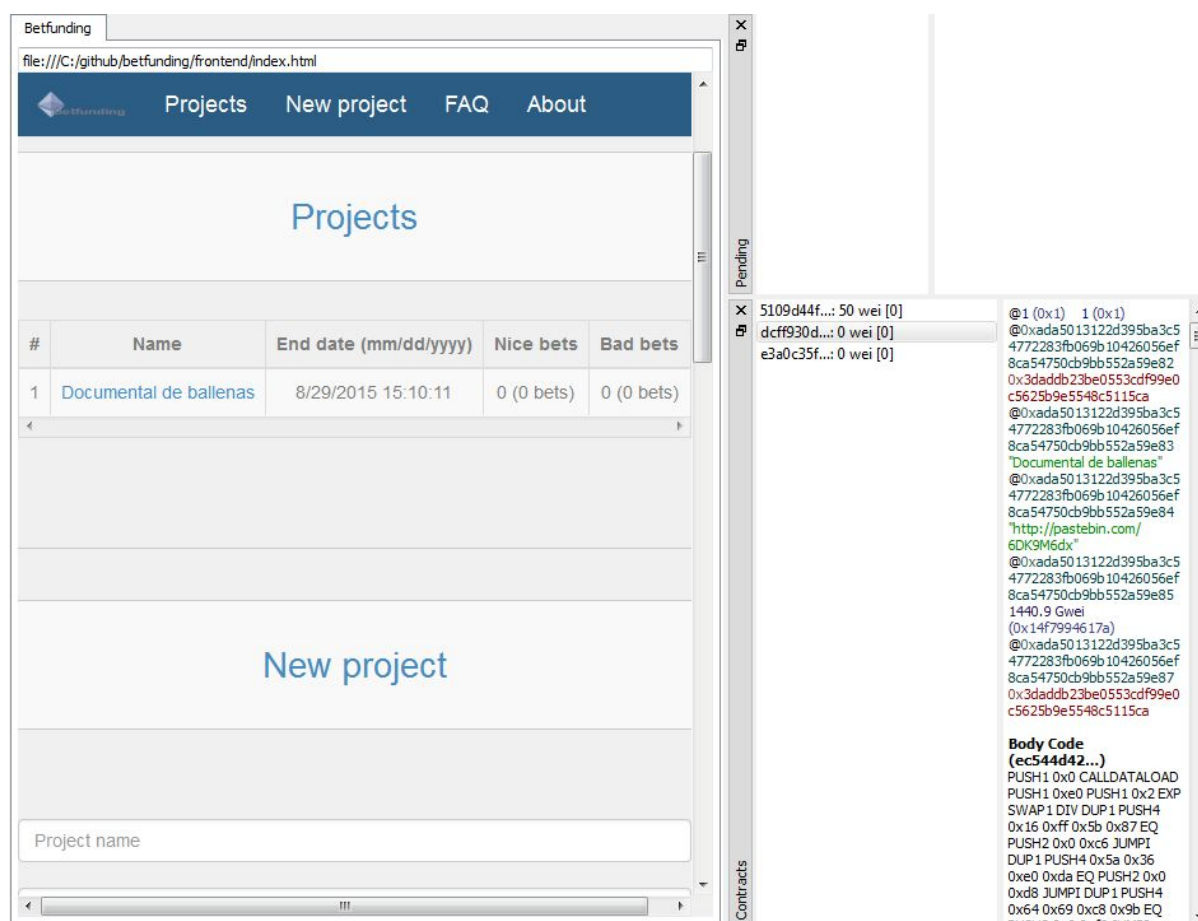 Betfunding
file:///C:/github/betfunding/frontend/index.html
betfunding Projects New project FAQ About
Projects
# Name End date (mm/dd/yyyy) Nice bets Bad bets
1 Documental de ballenas 8/29/2015 15:10:11 0 (0 bets) 0 (0 bets)
New project
Project name
Pending
Contracts
5109d44f...: 50 wei [0]
dcff930d...: 0 wei [0]
e3a0c35f...: 0 wei [0]
@1 (0x1) 1 (0x1)
@0xada5013122d395ba3c5
4772283fb069b10426056ef
8ca54750cb9bb552a59e82
0x3daddb23be0553cdf99e0
c5625b9e5548c5115ca
@0xada5013122d395ba3c5
4772283fb069b10426056ef
8ca54750cb9bb552a59e83
"Documental de ballenas"
@0xada5013122d395ba3c5
4772283fb069b10426056ef
8ca54750cb9bb552a59e84
"http://pastebin.com/
6DK9M6dx"
@0xada5013122d395ba3c5
4772283fb069b10426056ef
8ca54750cb9bb552a59e85
1440.9 Gwei
(0x14f7994617a)
@0xada5013122d395ba3c5
4772283fb069b10426056ef
8ca54750cb9bb552a59e87
0x3daddb23be0553cdf99e0
c5625b9e5548c5115ca
Body Code
(ec544d42...)
PUSH1 0x0 CALLDATALOAD
PUSH1 0xe0 PUSH1 0x2 EXP
SWAP1 DIV DUP1 PUSH4
0x16 0xff 0x5b 0x87 EQ
PUSH2 0x0 0xc6 JUMPI
DUP1 PUSH4 0x5a 0x36
0xe0 0xda EQ PUSH2 0x0
0xd8 JUMPI DUP1 PUSH4
0x64 0x69 0xc8 0x9b EQ